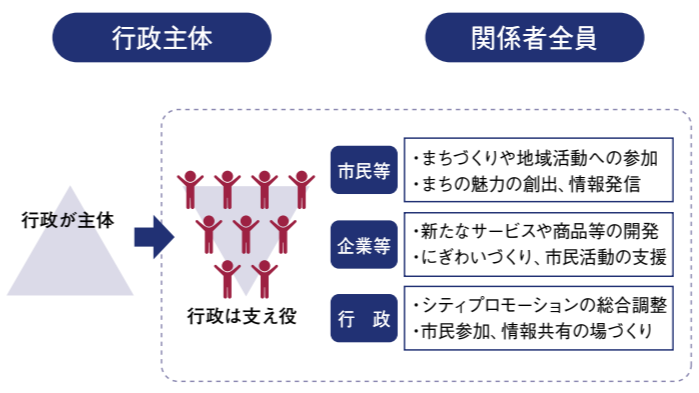 行政主体
関係者全員
行政が主体
行政は支え役
市民等
・まちづくりや地域活動への参加
・まちの魅力の創出、情報発信
企業等
・新たなサービスや商品等の開発
・にぎわいづくり、市民活動の支援
行　政
・シティプロモーションの総合調整
・市民参加、情報共有の場づくり